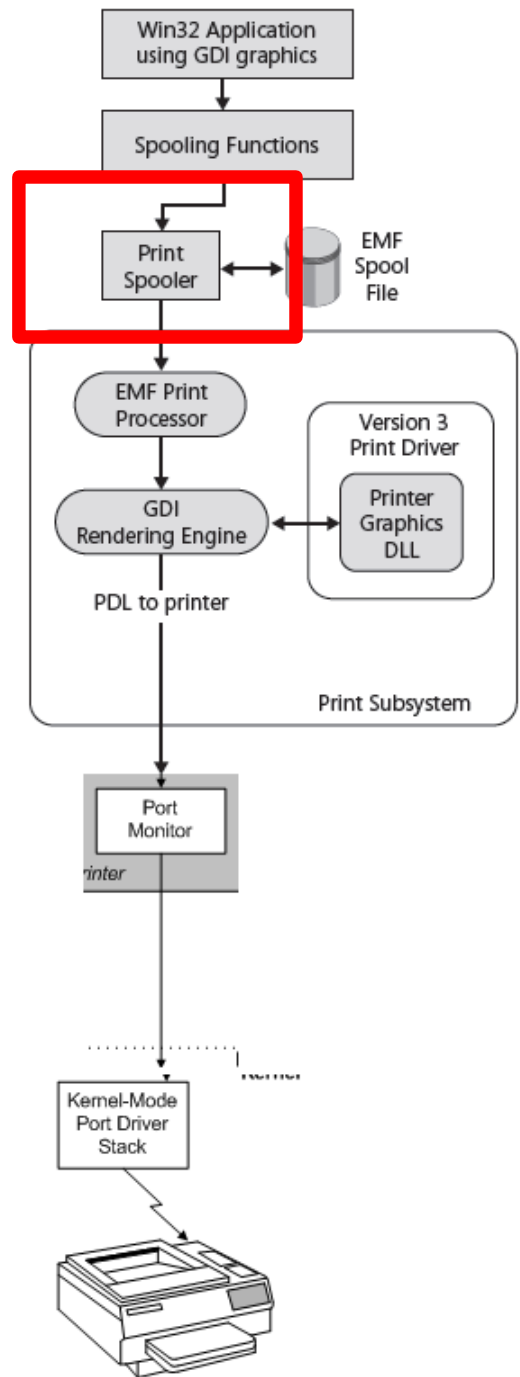 Win32 Application
using GDI graphics
Spooling Functions
Print
Spooler
EMF
Spool
File
EMF Print
Processor
Version 3
Print Driver
GDI
Rendering Engine
Printer
Graphics
DLL
PDL to printer
Print Subsystem
Port
Monitor
rinter
Kernel-Mode
Port Driver
Stack